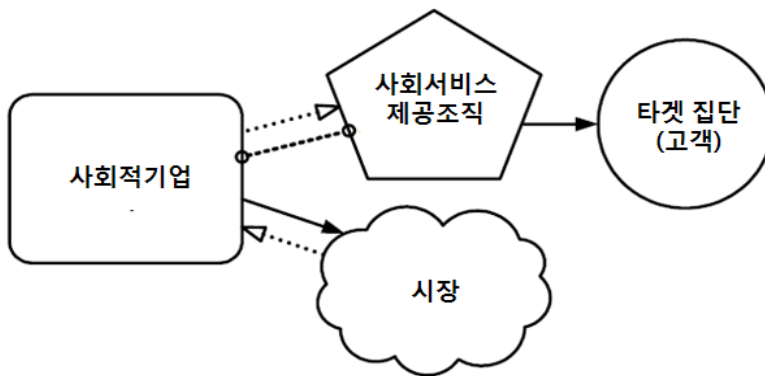 사회적기업
사회서비스
제공조직
타겟 집단
(고객)
시장